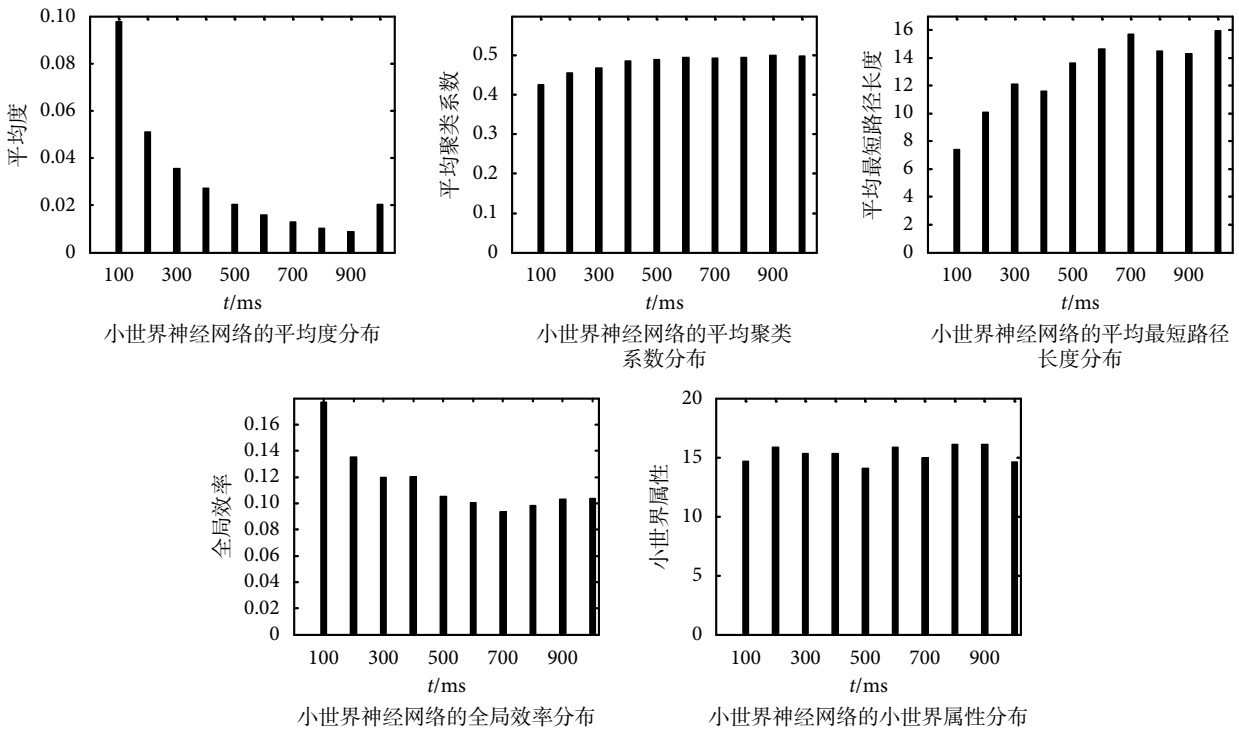 0.10
0.08
0.06
0.04
0.02
0
平均度
100 300 500 700 900
t/ms
小世界神经网络的平均度分布
0.5
0.4
0.3
0.2
0.1
0
平均聚类系数
100 300 500 700 900
t/ms
小世界神经网络的平均聚类
系数分布
16
14
12
10
8
6
4
2
0
平均最短路径长度
100 300 500 700 900
t/ms
小世界神经网络的平均最短路径
长度分布
0.16
0.14
0.12
0.10
0.08
0.06
0.04
0.02
0
全局效率
100 300 500 700 900
t/ms
小世界神经网络的全局效率分布
20
15
10
5
0
小世界属性
100 300 500 700 900
t/ms
小世界神经网络的小世界属性分布